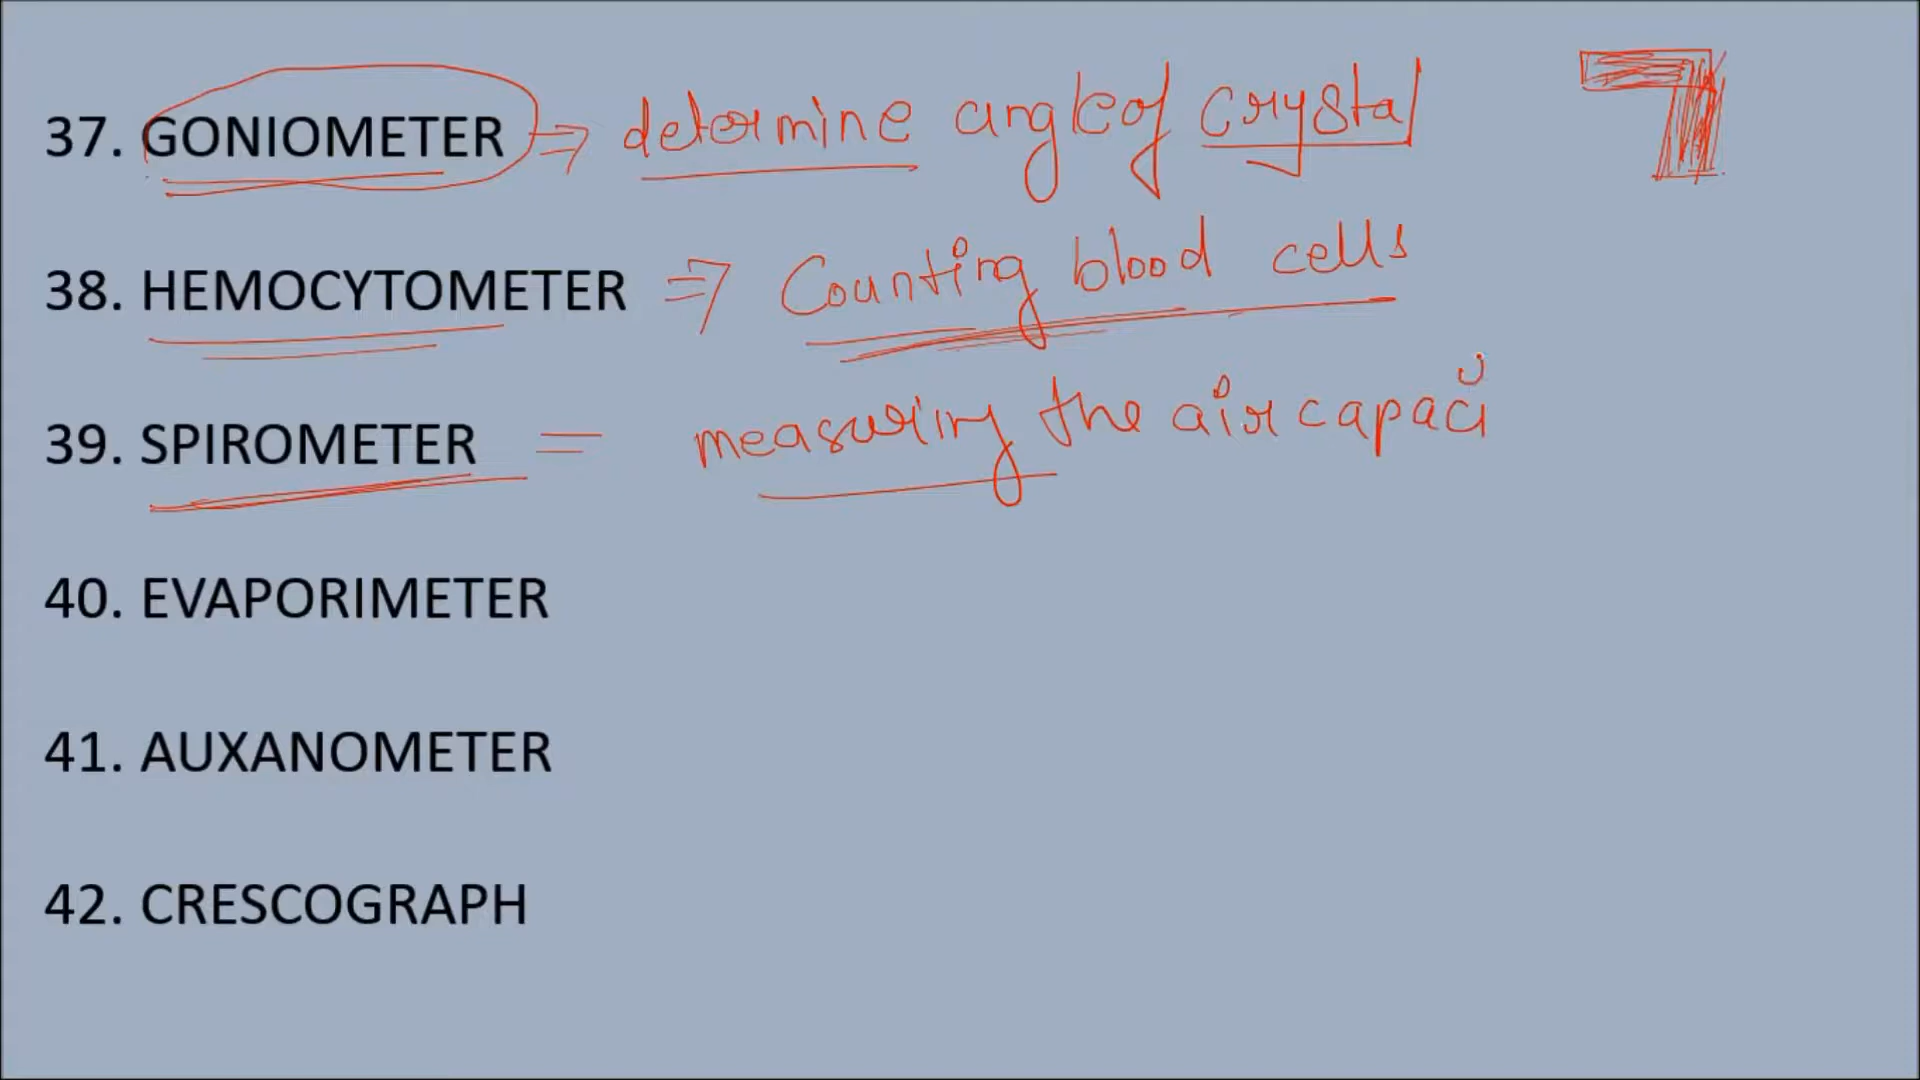 37. GONIOMETER => determine angle of crystal
38. HEMOCYTOMETER => Counting blood cells
39. SPIROMETER = measuring the air capaci
40. EVAPORIMETER
41. AUXANOMETER
42. CRESCOGRAPH